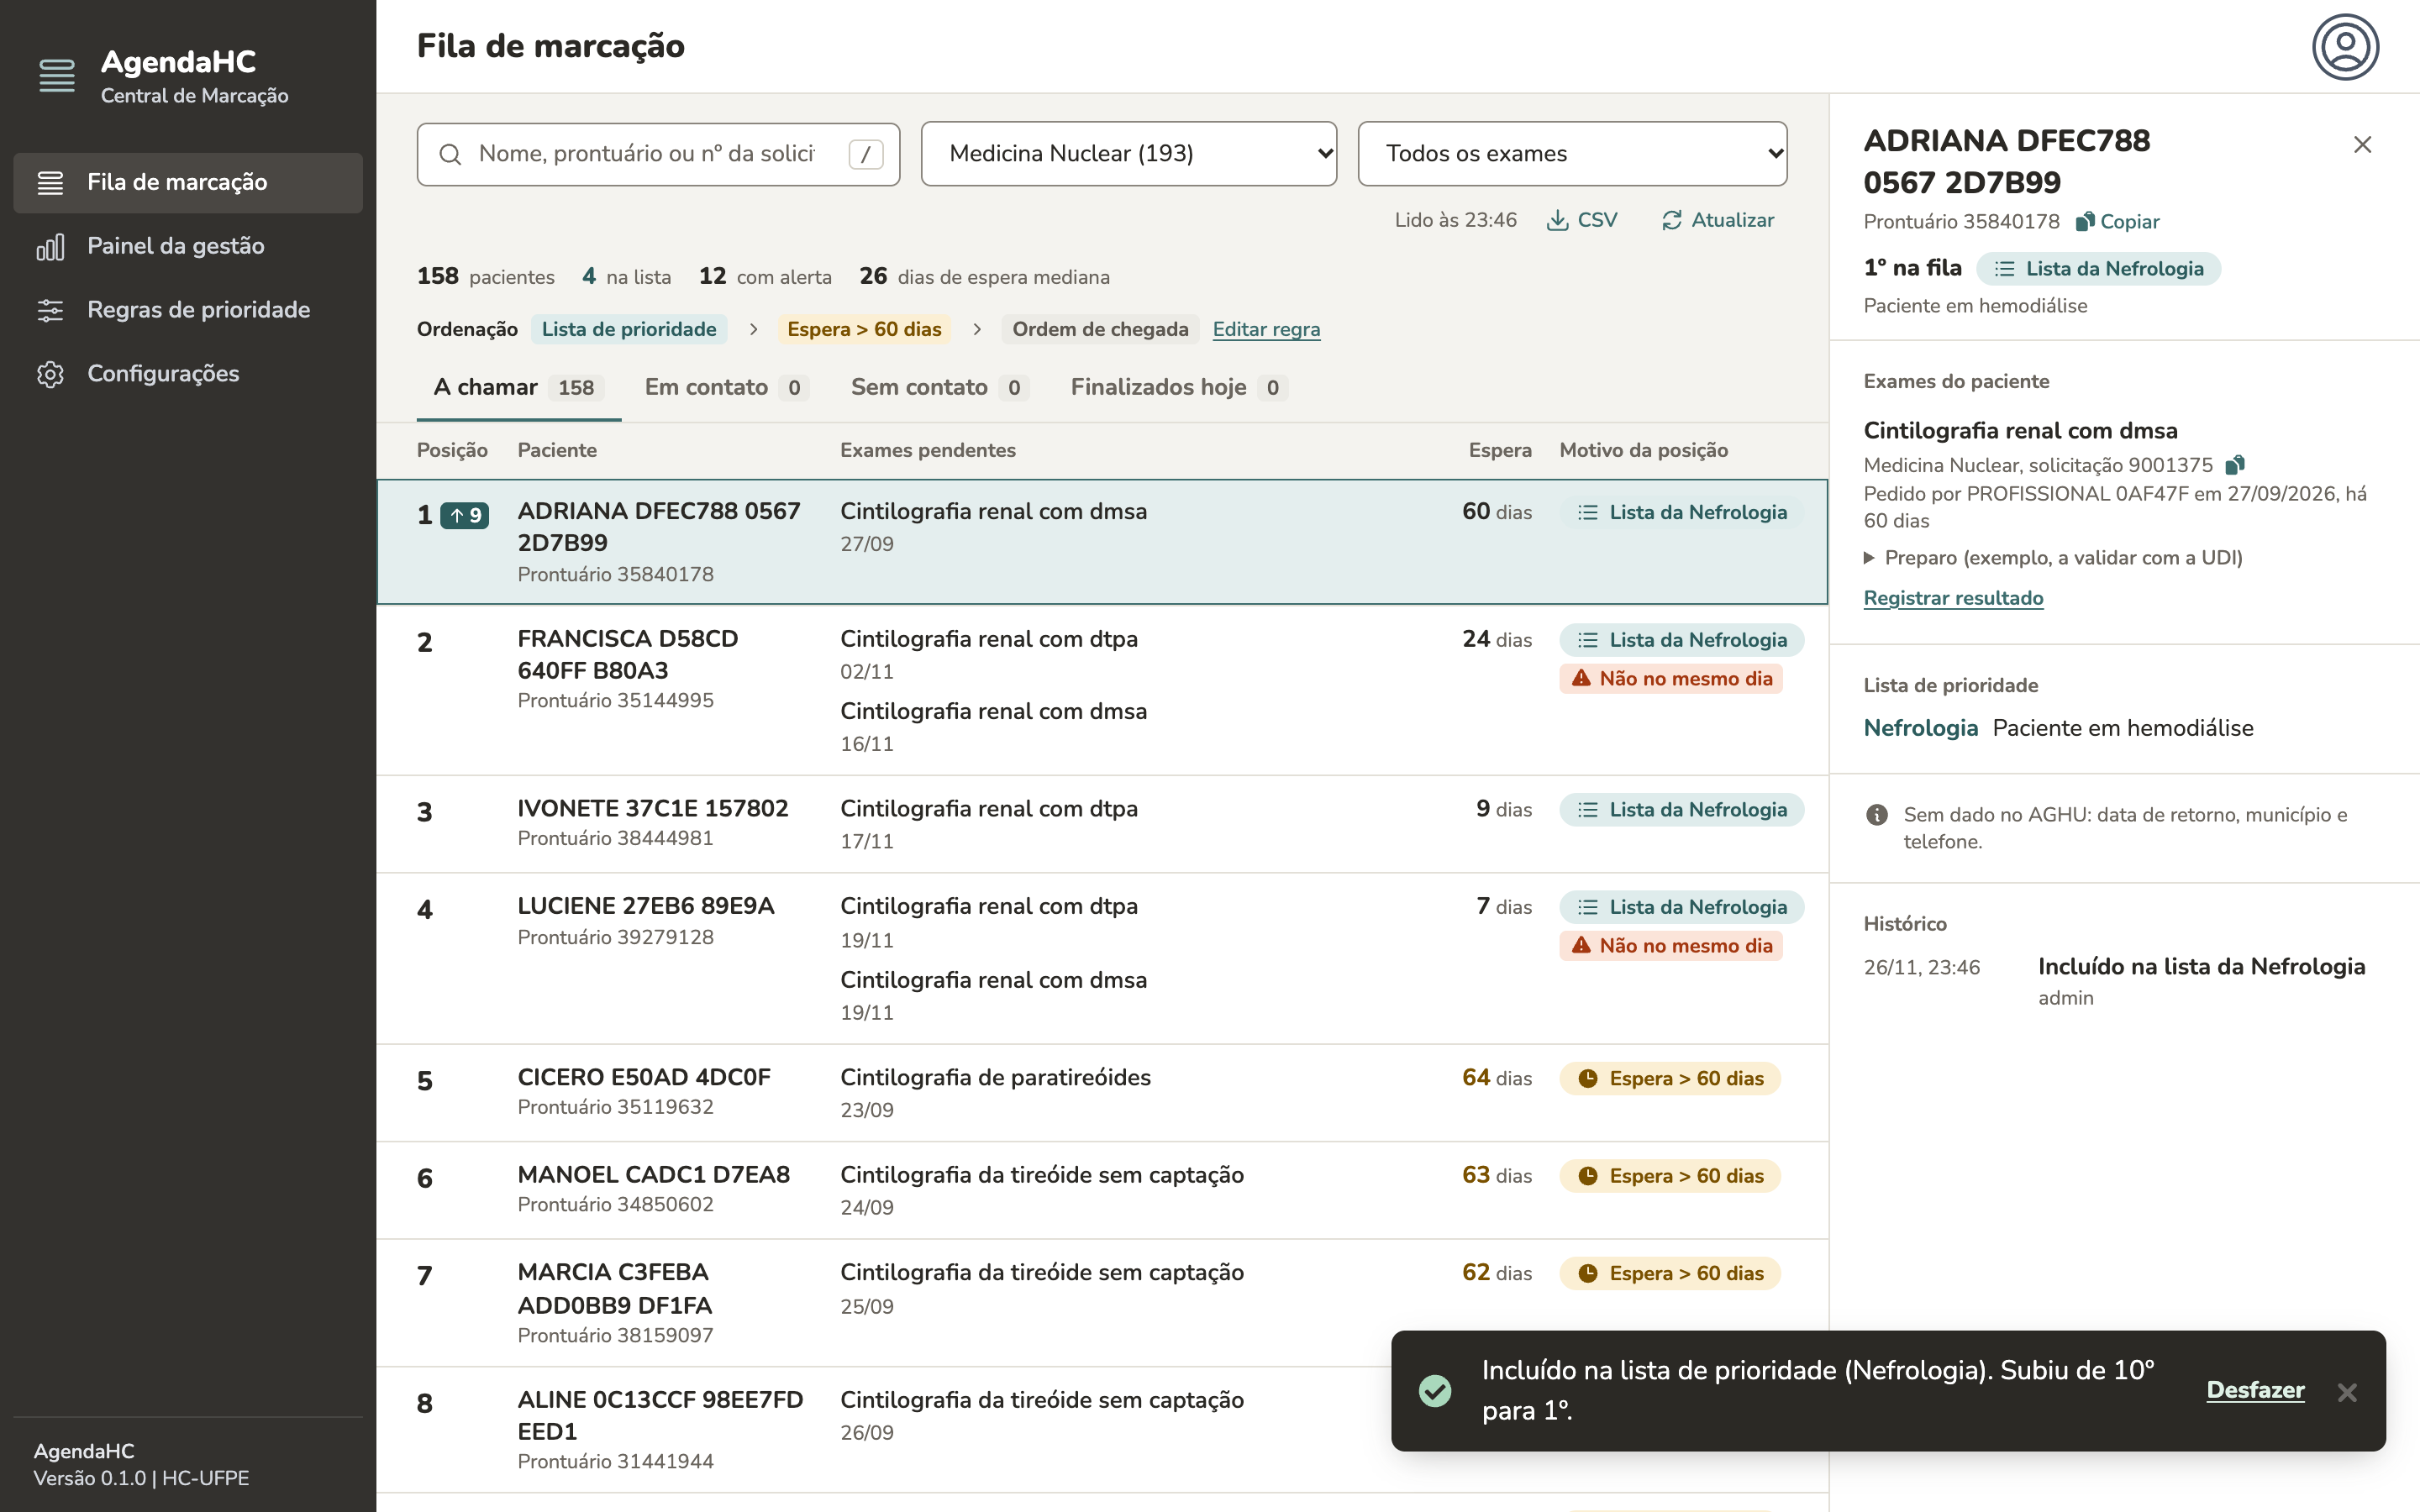 AgendaHC
Central de Marcação
Fila de marcação
Painel da gestão
Regras de prioridade
Configurações
AgendaHC
Versão 0.1.0 | HC-UFPE
Fila de marcação
Nome, prontuário ou nº da solici
/
Medicina Nuclear (193)
Todos os exames
Lido às 23:46
CSV
Atualizar
158 pacientes 4 na lista 12 com alerta 26 dias de espera mediana
Ordenação Lista de prioridade > Espera > 60 dias > Ordem de chegada Editar regra
A chamar 158 Em contato 0 Sem contato 0 Finalizados hoje 0
Posição Paciente Exames pendentes Espera Motivo da posição
1 ↑ 9 ADRIANA DFEC788 0567 Cintilografia renal com dmsa 60 dias Lista da Nefrologia
2D7B99 27/09
Prontuário 35840178
2 FRANCISCA D58CD Cintilografia renal com dtpa 24 dias Lista da Nefrologia
640FF B80A3 02/11 Não no mesmo dia
Prontuário 35144995 Cintilografia renal com dmsa
16/11
3 IVONETE 37C1E 157802 Cintilografia renal com dtpa 9 dias Lista da Nefrologia
Prontuário 38444981 17/11
4 LUCIENE 27EB6 89E9A Cintilografia renal com dtpa 7 dias Lista da Nefrologia
Prontuário 39279128 19/11 Não no mesmo dia
Cintilografia renal com dmsa
19/11
5 CICERO E50AD 4DC0F Cintilografia de paratireóides 64 dias Espera > 60 dias
Prontuário 35119632 23/09
6 MANOEL CADC1 D7EA8 Cintilografia da tireóide sem captação 63 dias Espera > 60 dias
Prontuário 34850602 24/09
7 MARCIA C3FEBA Cintilografia da tireóide sem captação 62 dias Espera > 60 dias
ADD0BB9 DF1FA 25/09
Prontuário 38159097
8 ALINE 0C13CCF 98EE7FD Cintilografia da tireóide sem captação
EED1 26/09
Prontuário 31441944
ADRIANA DFEC788
0567 2D7B99
Prontuário 35840178 Copiar
1º na fila Lista da Nefrologia
Paciente em hemodiálise
Exames do paciente
Cintilografia renal com dmsa
Medicina Nuclear, solicitação 9001375
Pedido por PROFISSIONAL 0AF47F em 27/09/2026, há
60 dias
Preparo (exemplo, a validar com a UDI)
Registrar resultado
Lista de prioridade
Nefrologia Paciente em hemodiálise
Sem dado no AGHU: data de retorno, município e
telefone.
Histórico
26/11, 23:46 Incluído na lista da Nefrologia
admin
Incluído na lista de prioridade (Nefrologia). Subiu de 10º
para 1º.
Desfazer